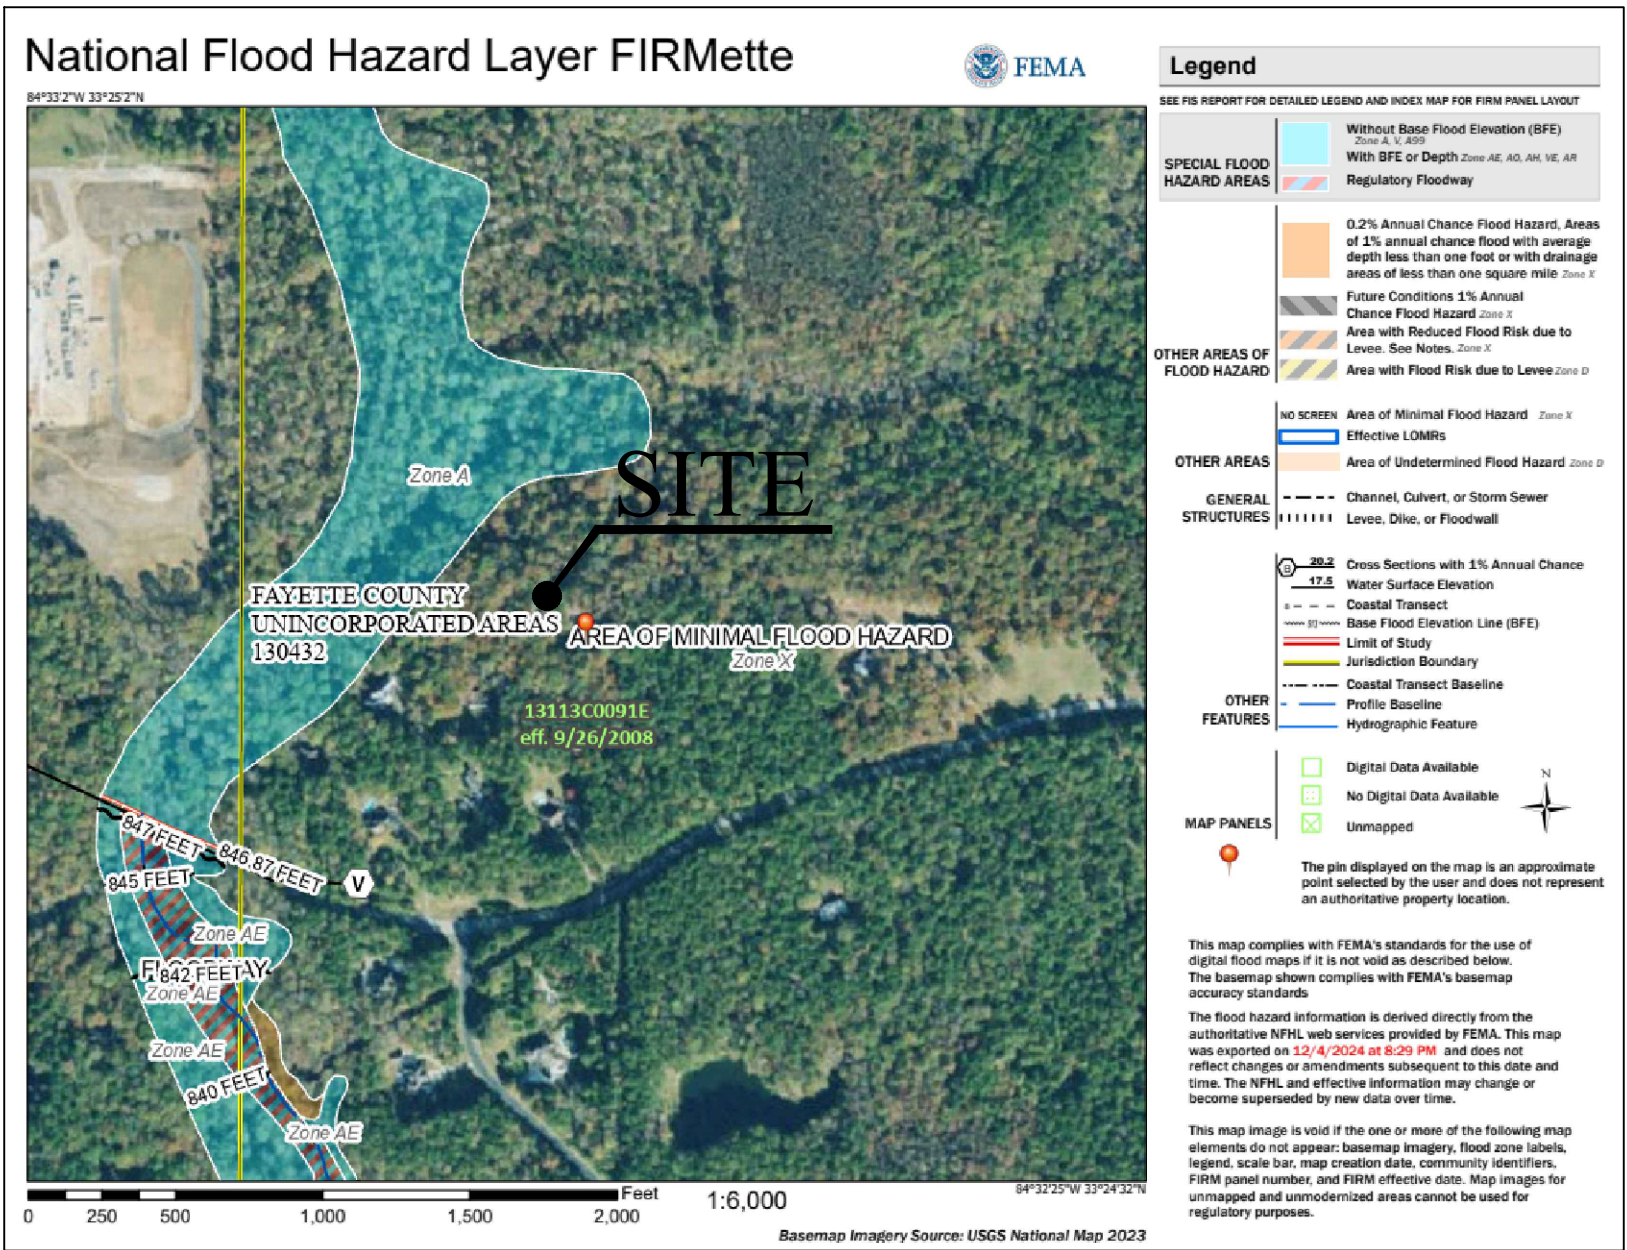 National Flood Hazard Layer FIRMette
FEMA
84°33'2"W 33°25'2"N
Zone A
SITE
FAYETTE COUNTY
UNINCORPORATED AREAS
130432
AREA OF MINIMAL FLOOD HAZARD
Zone X
13113C0091E
eff. 9/26/2008
847 FEET
846.87 FEET
V
845 FEET
Zone AE
FLOODWAY
842 FEET
Zone AE
Zone AE
840 FEET
Zone AE
84°32'25"W 33°24'32"N
Feet
1:6,000
0 250 500 1,000 1,500 2,000
Basemap Imagery Source: USGS National Map 2023
Legend
SEE FIS REPORT FOR DETAILED LEGEND AND INDEX MAP FOR FIRM PANEL LAYOUT
SPECIAL FLOOD
HAZARD AREAS
Without Base Flood Elevation (BFE)
Zone A, V, A99
With BFE or Depth Zone AE, AO, AH, VE, AR
Regulatory Floodway
OTHER AREAS OF
FLOOD HAZARD
0.2% Annual Chance Flood Hazard, Areas
of 1% annual chance flood with average
depth less than one foot or with drainage
areas of less than one square mile Zone X
Future Conditions 1% Annual
Chance Flood Hazard Zone X
Area with Reduced Flood Risk due to
Levee. See Notes. Zone X
Area with Flood Risk due to Levee Zone D
OTHER AREAS
NO SCREEN Area of Minimal Flood Hazard Zone X
Effective LOMRs
Area of Undetermined Flood Hazard Zone D
GENERAL
STRUCTURES
Channel, Culvert, or Storm Sewer
Levee, Dike, or Floodwall
OTHER
FEATURES
B 20.2 Cross Sections with 1% Annual Chance
17.5 Water Surface Elevation
8 Coastal Transect
513 Base Flood Elevation Line (BFE)
Limit of Study
Jurisdiction Boundary
Coastal Transect Baseline
Profile Baseline
Hydrographic Feature
MAP PANELS
Digital Data Available
No Digital Data Available
Unmapped
N
The pin displayed on the map is an approximate
point selected by the user and does not represent
an authoritative property location.
This map complies with FEMA's standards for the use of
digital flood maps if it is not void as described below.
The basemap shown complies with FEMA's basemap
accuracy standards
The flood hazard information is derived directly from the
authoritative NFHL web services provided by FEMA. This map
was exported on 12/4/2024 at 8:29 PM and does not
reflect changes or amendments subsequent to this date and
time. The NFHL and effective information may change or
become superseded by new data over time.
This map image is void if the one or more of the following map
elements do not appear: basemap imagery, flood zone labels,
legend, scale bar, map creation date, community identifiers,
FIRM panel number, and FIRM effective date. Map images for
unmapped and unmodernized areas cannot be used for
regulatory purposes.